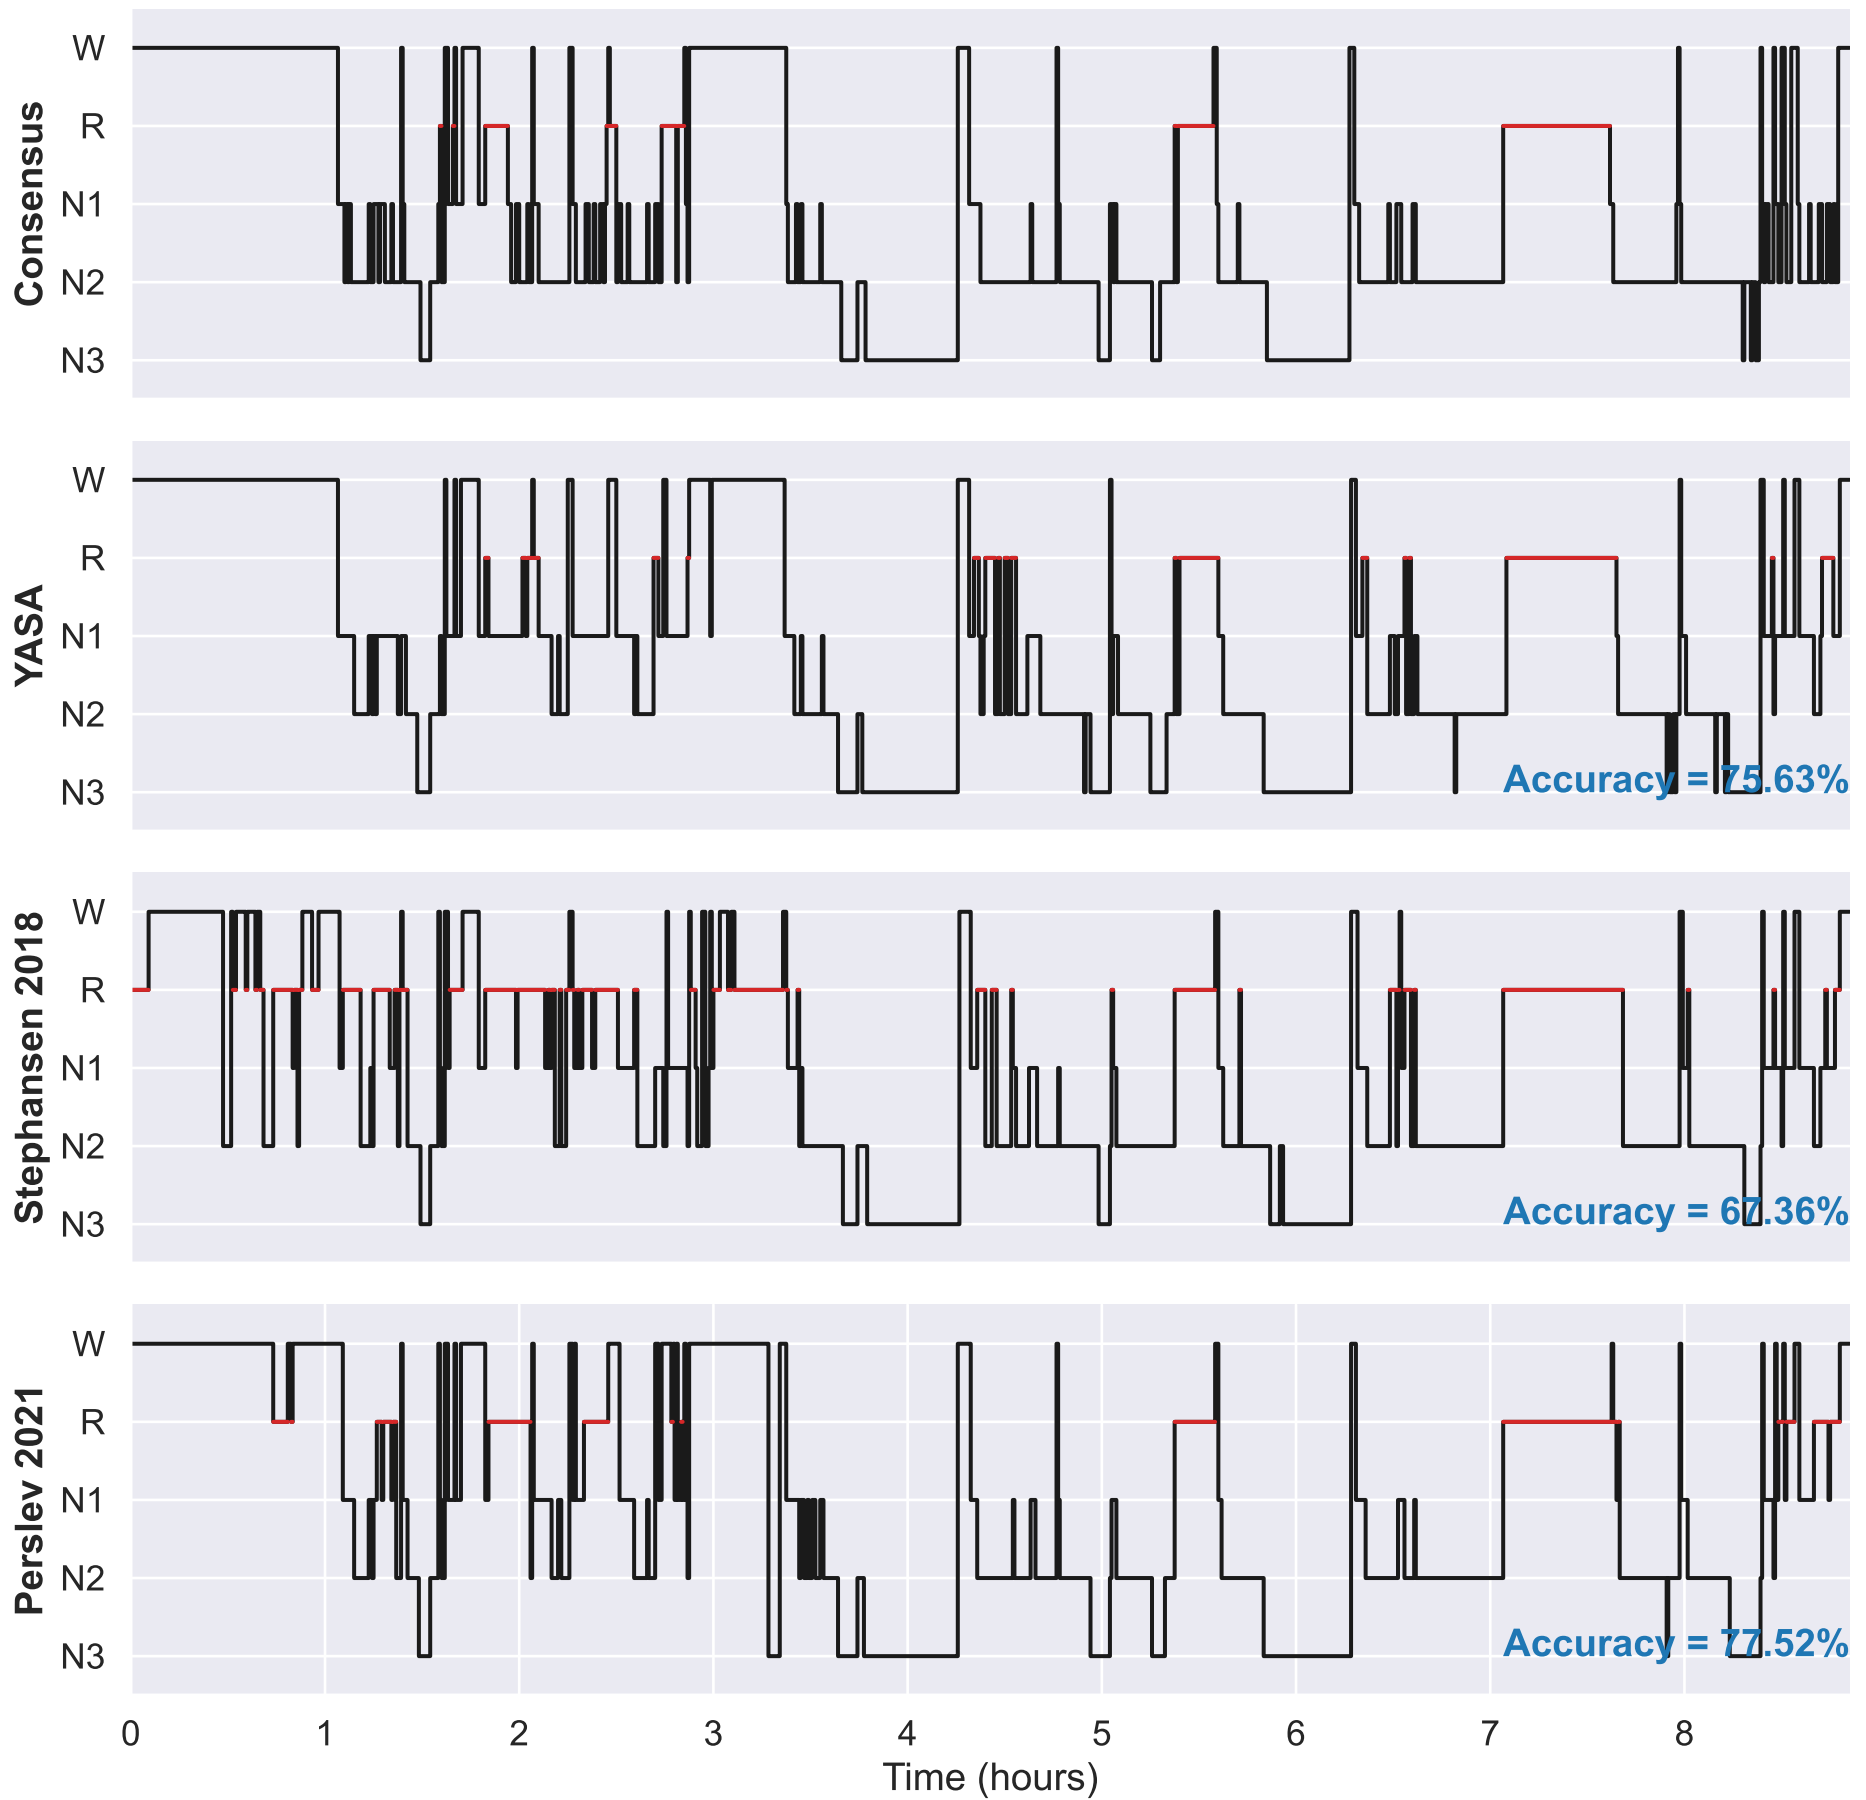 Consensus
W
R
N1
N2
N3
YASA
W
R
N1
N2
N3
Accuracy = 75.63%
Stephansen 2018
W
R
N1
N2
N3
Accuracy = 67.36%
Perslev 2021
W
R
N1
N2
N3
Accuracy = 77.52%
0 1 2 3 4 5 6 7 8
Time (hours)